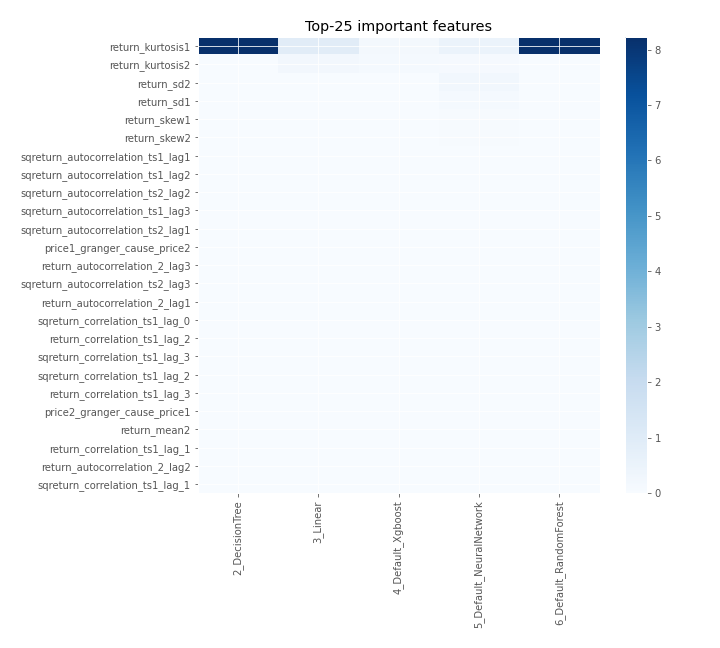 Top-25 important features
return_kurtosis1
return_kurtosis2
return_sd2
return_sd1
return_skew1
return_skew2
sqreturn_autocorrelation_ts1_lag1
sqreturn_autocorrelation_ts1_lag2
sqreturn_autocorrelation_ts2_lag2
sqreturn_autocorrelation_ts1_lag3
sqreturn_autocorrelation_ts2_lag1
price1_granger_cause_price2
return_autocorrelation_2_lag3
sqreturn_autocorrelation_ts2_lag3
return_autocorrelation_2_lag1
sqreturn_correlation_ts1_lag_0
return_correlation_ts1_lag_2
sqreturn_correlation_ts1_lag_3
sqreturn_correlation_ts1_lag_2
return_correlation_ts1_lag_3
price2_granger_cause_price1
return_mean2
return_correlation_ts1_lag_1
return_autocorrelation_2_lag2
sqreturn_correlation_ts1_lag_1
2_DecisionTree
3_Linear
4_Default_Xgboost
5_Default_NeuralNetwork
6_Default_RandomForest
8
7
6
5
4
3
2
1
0